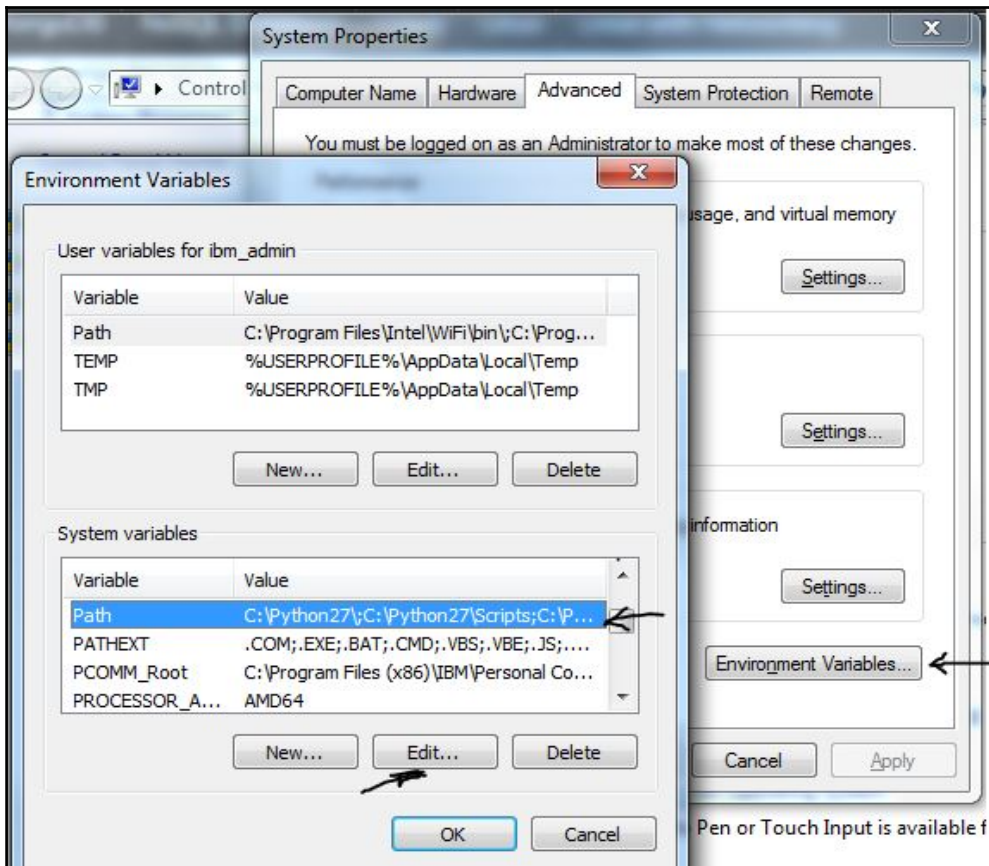 System Properties
Control
Computer Name Hardware Advanced System Protection Remote
You must be logged on as an Administrator to make most of these changes.
usage, and virtual memory
Settings...
Settings...
information
Settings...
Environment Variables...
Cancel Apply
Pen or Touch Input is available f
Environment Variables
User variables for ibm_admin
Variable Value
Path C:\Program Files\Intel\WiFi\bin\;C:\Prog...
TEMP %USERPROFILE%\AppData\Local\Temp
TMP %USERPROFILE%\AppData\Local\Temp
New... Edit... Delete
System variables
Variable Value
Path C:\Python27\;C:\Python27\Scripts;C:\P...
PATHEXT .COM;.EXE;.BAT;.CMD;.VBS;.VBE;.JS;....
PCOMM_Root C:\Program Files (x86)\IBM\Personal Co...
PROCESSOR_A... AMD64
New... Edit... Delete
OK Cancel